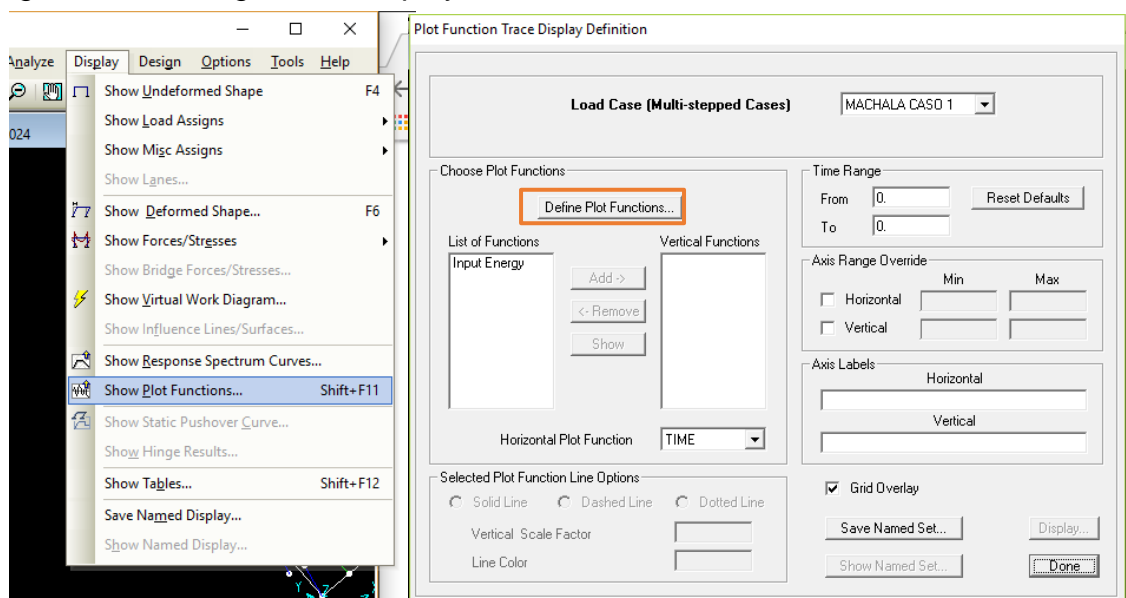 Analyze Display Design Options Tools Help
024
Show Undeformed Shape F4
Show Load Assigns
Show Misc Assigns
Show Lanes...
Show Deformed Shape... F6
Show Forces/Stresses
Show Bridge Forces/Stresses...
Show Virtual Work Diagram...
Show Influence Lines/Surfaces...
Show Response Spectrum Curves...
Show Plot Functions... Shift+F11
Show Static Pushover Curve...
Show Hinge Results...
Show Tables... Shift+F12
Save Named Display...
Show Named Display...
Y Z X
Plot Function Trace Display Definition
Load Case (Multi-stepped Cases) MACHALA CASO 1
Choose Plot Functions
Define Plot Functions...
List of Functions Vertical Functions
Input Energy
Add ->
<- Remove
Show
Horizontal Plot Function TIME
Selected Plot Function Line Options
Solid Line Dashed Line Dotted Line
Vertical Scale Factor
Line Color
Time Range
From 0. Reset Defaults
To 0.
Axis Range Override
Min Max
Horizontal
Vertical
Axis Labels
Horizontal
Vertical
Grid Overlay
Save Named Set... Display...
Show Named Set... Done